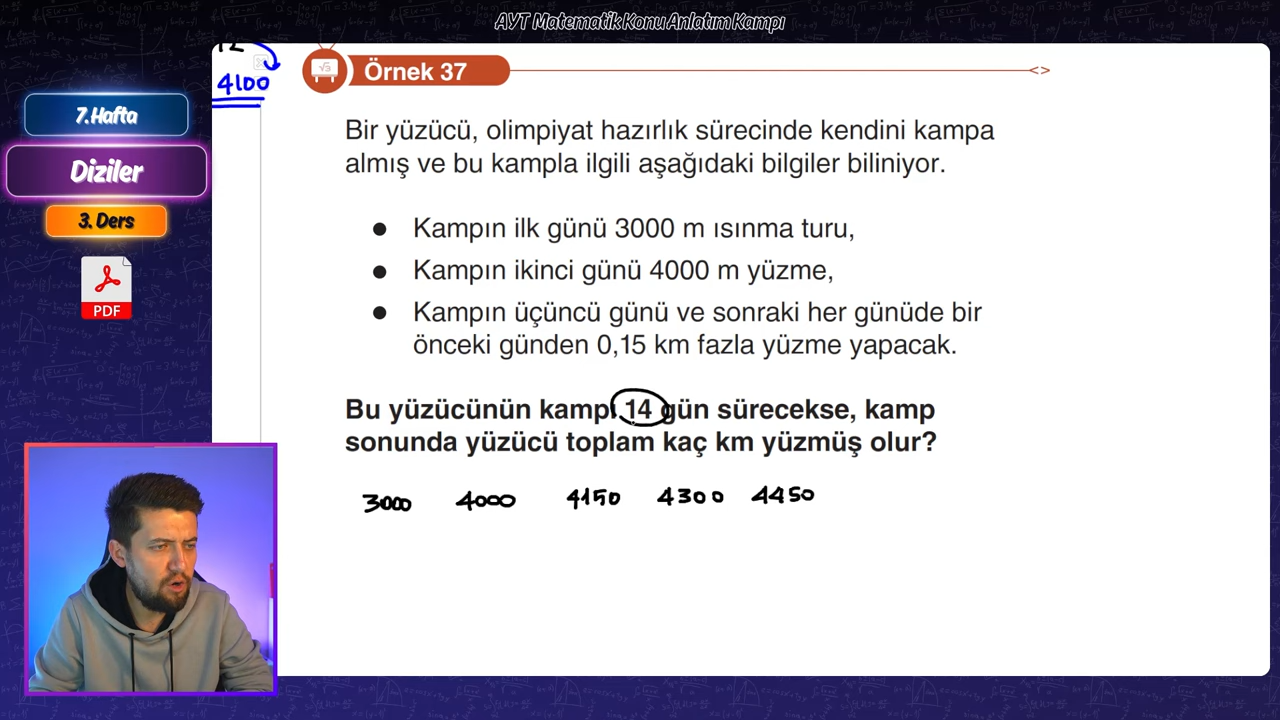 AYT Matematik Konu Anlatım Kampı
4100
7.Hafta
Diziler
3. Ders
PDF
Örnek 37
Bir yüzücü, olimpiyat hazırlık sürecinde kendini kampa
almış ve bu kampla ilgili aşağıdaki bilgiler biliniyor.
● Kampın ilk günü 3000 m ısınma turu,
● Kampın ikinci günü 4000 m yüzme,
● Kampın üçüncü günü ve sonraki her günüde bir
önceki günden 0,15 km fazla yüzme yapacak.
Bu yüzücünün kampı 14 gün sürecekse, kamp
sonunda yüzücü toplam kaç km yüzmüş olur?
3000 4000 4150 4300 4450